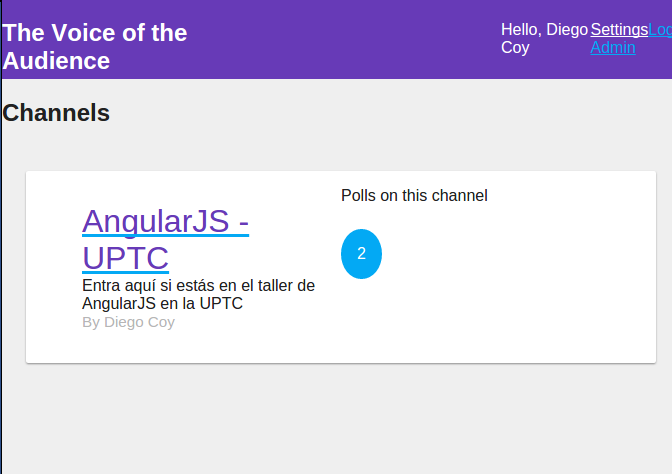 The Voice of the
Audience
Hello, Diego
Coy
Settings
Admin
Channels
AngularJS -
UPTC
Entra aquí si estás en el taller de
AngularJS en la UPTC
By Diego Coy
Polls on this channel
2